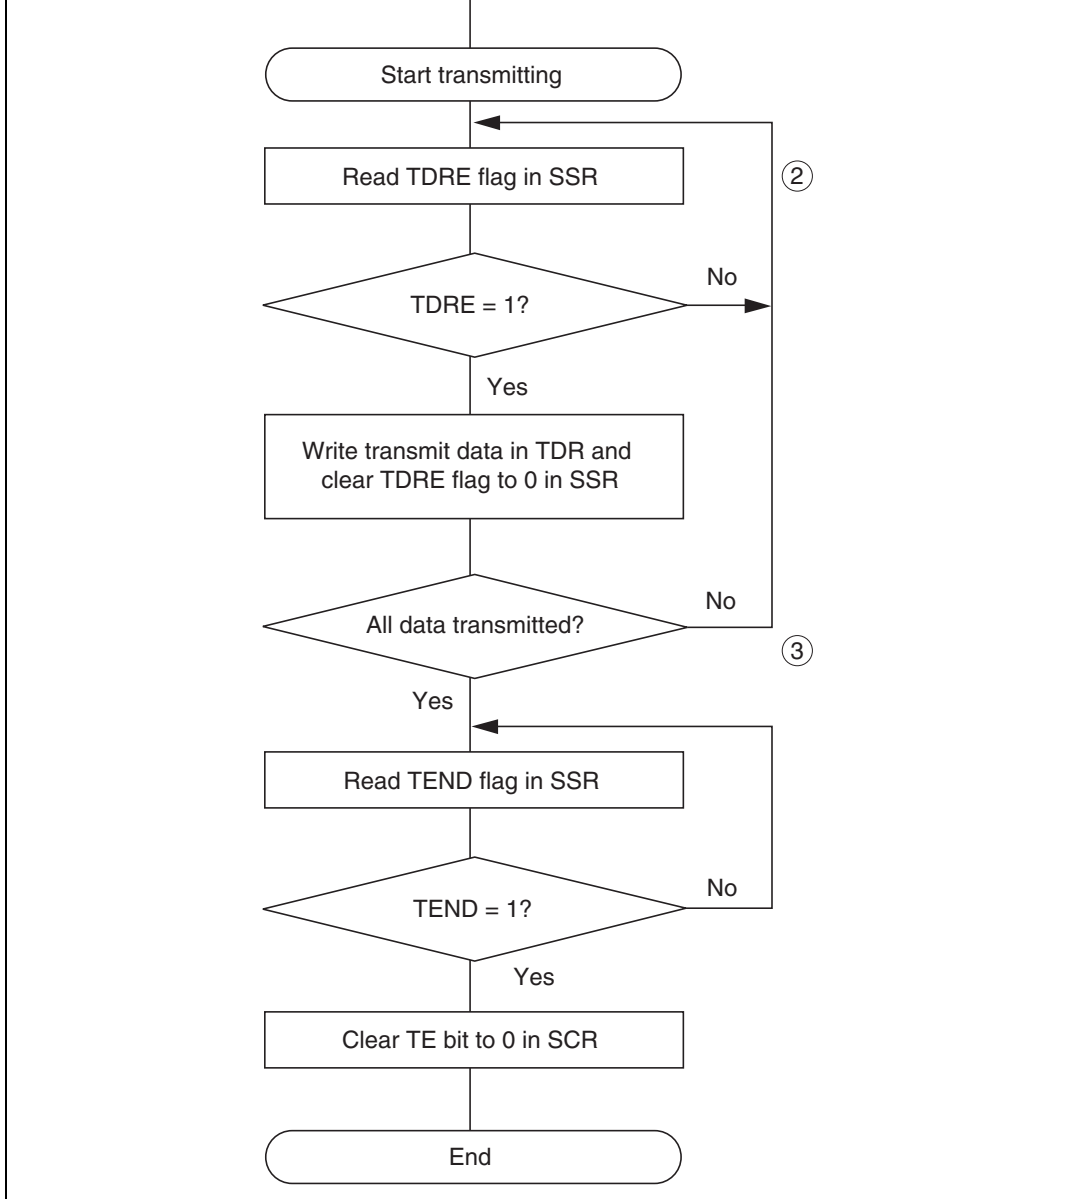 Start transmitting
Read TDRE flag in SSR
2
No
TDRE = 1?
Yes
Write transmit data in TDR and
clear TDRE flag to 0 in SSR
No
All data transmitted?
3
Yes
Read TEND flag in SSR
No
TEND = 1?
Yes
Clear TE bit to 0 in SCR
End